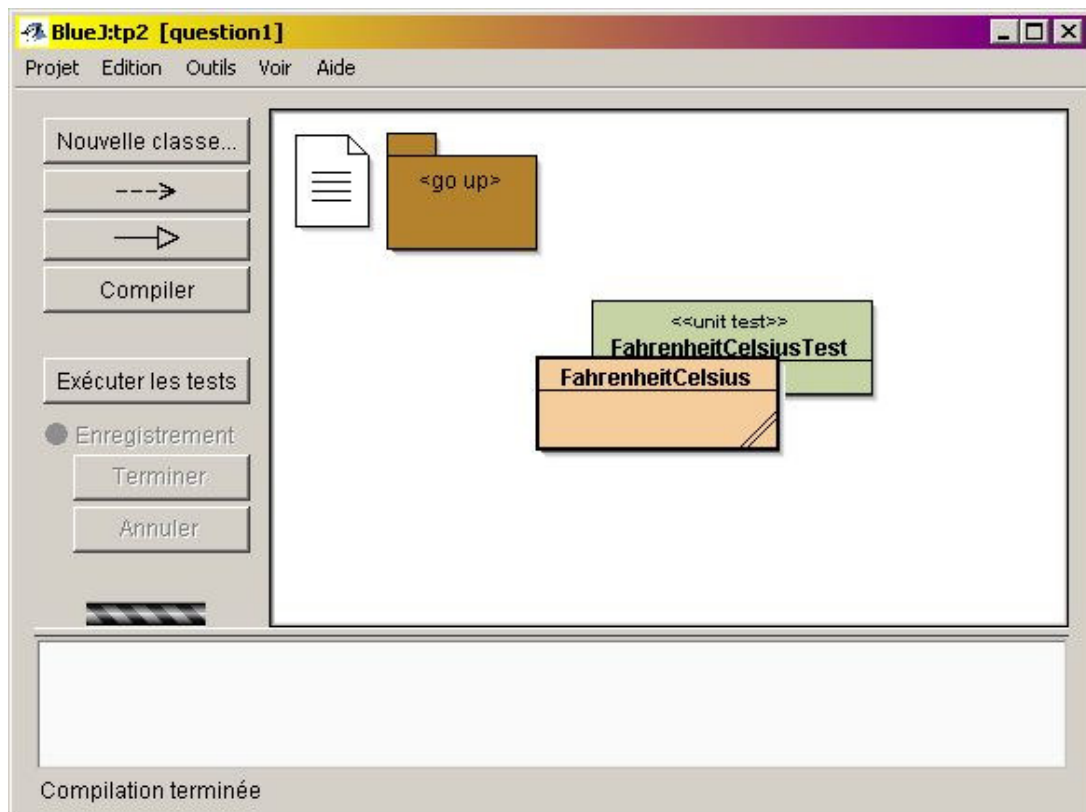 BlueJ:tp2 [question1]
Projet Edition Outils Voir Aide
Nouvelle classe...
<go up>
Compiler
<<unit test>>
FahrenheitCelsiusTest
FahrenheitCelsius
Exécuter les tests
Enregistrement
Terminer
Annuler
Compilation terminée